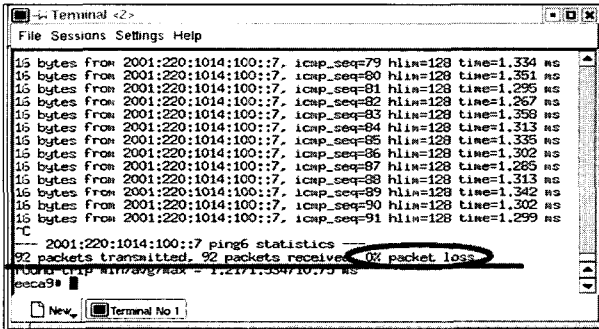 Terminal <2>
File Sessions Settings Help
16 bytes from 2001:220:1014:100::7, icmp_seq=79 hlim=128 time=1.334 ms
16 bytes from 2001:220:1014:100::7, icmp_seq=80 hlim=128 time=1.351 ms
16 bytes from 2001:220:1014:100::7, icmp_seq=81 hlim=128 time=1.295 ms
16 bytes from 2001:220:1014:100::7, icmp_seq=82 hlim=128 time=1.267 ms
16 bytes from 2001:220:1014:100::7, icmp_seq=83 hlim=128 time=1.358 ms
16 bytes from 2001:220:1014:100::7, icmp_seq=84 hlim=128 time=1.313 ms
16 bytes from 2001:220:1014:100::7, icmp_seq=85 hlim=128 time=1.335 ms
16 bytes from 2001:220:1014:100::7, icmp_seq=86 hlim=128 time=1.302 ms
16 bytes from 2001:220:1014:100::7, icmp_seq=87 hlim=128 time=1.285 ms
16 bytes from 2001:220:1014:100::7, icmp_seq=88 hlim=128 time=1.313 ms
16 bytes from 2001:220:1014:100::7, icmp_seq=89 hlim=128 time=1.342 ms
16 bytes from 2001:220:1014:100::7, icmp_seq=90 hlim=128 time=1.302 ms
16 bytes from 2001:220:1014:100::7, icmp_seq=91 hlim=128 time=1.299 ms
^C
--- 2001:220:1014:100::7 ping6 statistics ---
92 packets transmitted, 92 packets received, 0% packet loss
round-trip min/avg/max = ms
eeca9#
New Terminal No 1